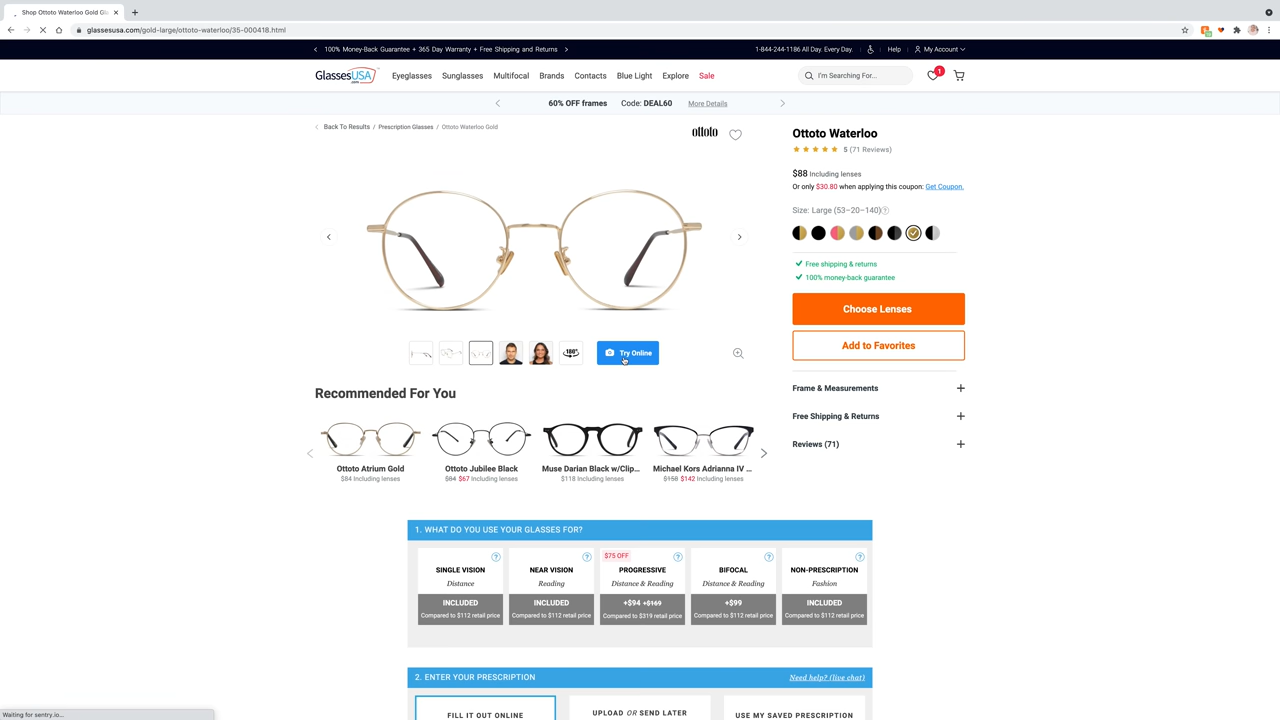 Shop Ottoto Waterloo Gold Gl
glassesusa.com/gold-large/ottoto-waterloo/35-000418.html
100% Money-Back Guarantee + 365 Day Warranty + Free Shipping and Returns
1-844-244-1186 All Day. Every Day.
Help
My Account
GlassesUSA.com
Eyeglasses
Sunglasses
Multifocal
Brands
Contacts
Blue Light
Explore
Sale
I'm Searching For...
1
60% OFF frames Code: DEAL60 More Details
Back To Results / Prescription Glasses / Ottoto Waterloo Gold
ottoto
Ottoto Waterloo
5 (71 Reviews)
$88 Including lenses
Or only $30.80 when applying this coupon: Get Coupon.
Size: Large (53-20-140)
Free shipping & returns
100% money-back guarantee
Choose Lenses
Add to Favorites
180°
Try Online
Frame & Measurements
Free Shipping & Returns
Reviews (71)
Recommended For You
Ottoto Atrium Gold
$84 Including lenses
Ottoto Jubilee Black
$84 $67 Including lenses
Muse Darian Black w/Clip...
$118 Including lenses
Michael Kors Adrianna IV ...
$158 $142 Including lenses
1. WHAT DO YOU USE YOUR GLASSES FOR?
SINGLE VISION
Distance
INCLUDED
Compared to $112 retail price
NEAR VISION
Reading
INCLUDED
Compared to $112 retail price
$75 OFF
PROGRESSIVE
Distance & Reading
+$94 +$169
Compared to $319 retail price
BIFOCAL
Distance & Reading
+$99
Compared to $112 retail price
NON-PRESCRIPTION
Fashion
INCLUDED
Compared to $112 retail price
2. ENTER YOUR PRESCRIPTION
Need help? (live chat)
FILL IT OUT ONLINE
UPLOAD OR SEND LATER
USE MY SAVED PRESCRIPTION
Waiting for sentry.io...